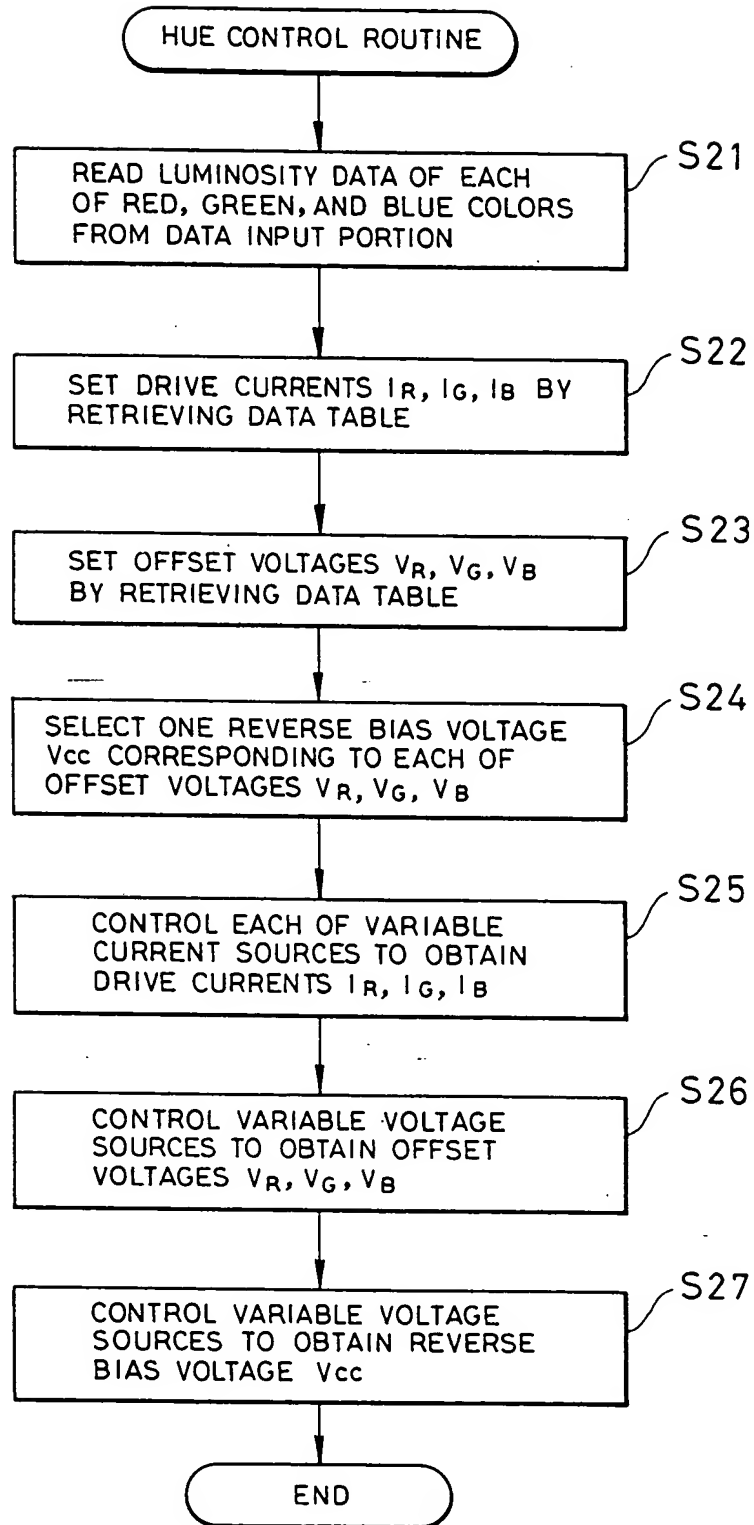 HUE CONTROL ROUTINE
S21
READ LUMINOSITY DATA OF EACH
OF RED, GREEN, AND BLUE COLORS
FROM DATA INPUT PORTION
S22
SET DRIVE CURRENTS IR, IG, IB BY
RETRIEVING DATA TABLE
S23
SET OFFSET VOLTAGES VR, VG, VB
BY RETRIEVING DATA TABLE
S24
SELECT ONE REVERSE BIAS VOLTAGE
Vcc CORRESPONDING TO EACH OF
OFFSET VOLTAGES VR, VG, VB
S25
CONTROL EACH OF VARIABLE
CURRENT SOURCES TO OBTAIN
DRIVE CURRENTS IR, IG, IB
S26
CONTROL VARIABLE VOLTAGE
SOURCES TO OBTAIN OFFSET
VOLTAGES VR, VG, VB
S27
CONTROL VARIABLE VOLTAGE
SOURCES TO OBTAIN REVERSE
BIAS VOLTAGE Vcc
END